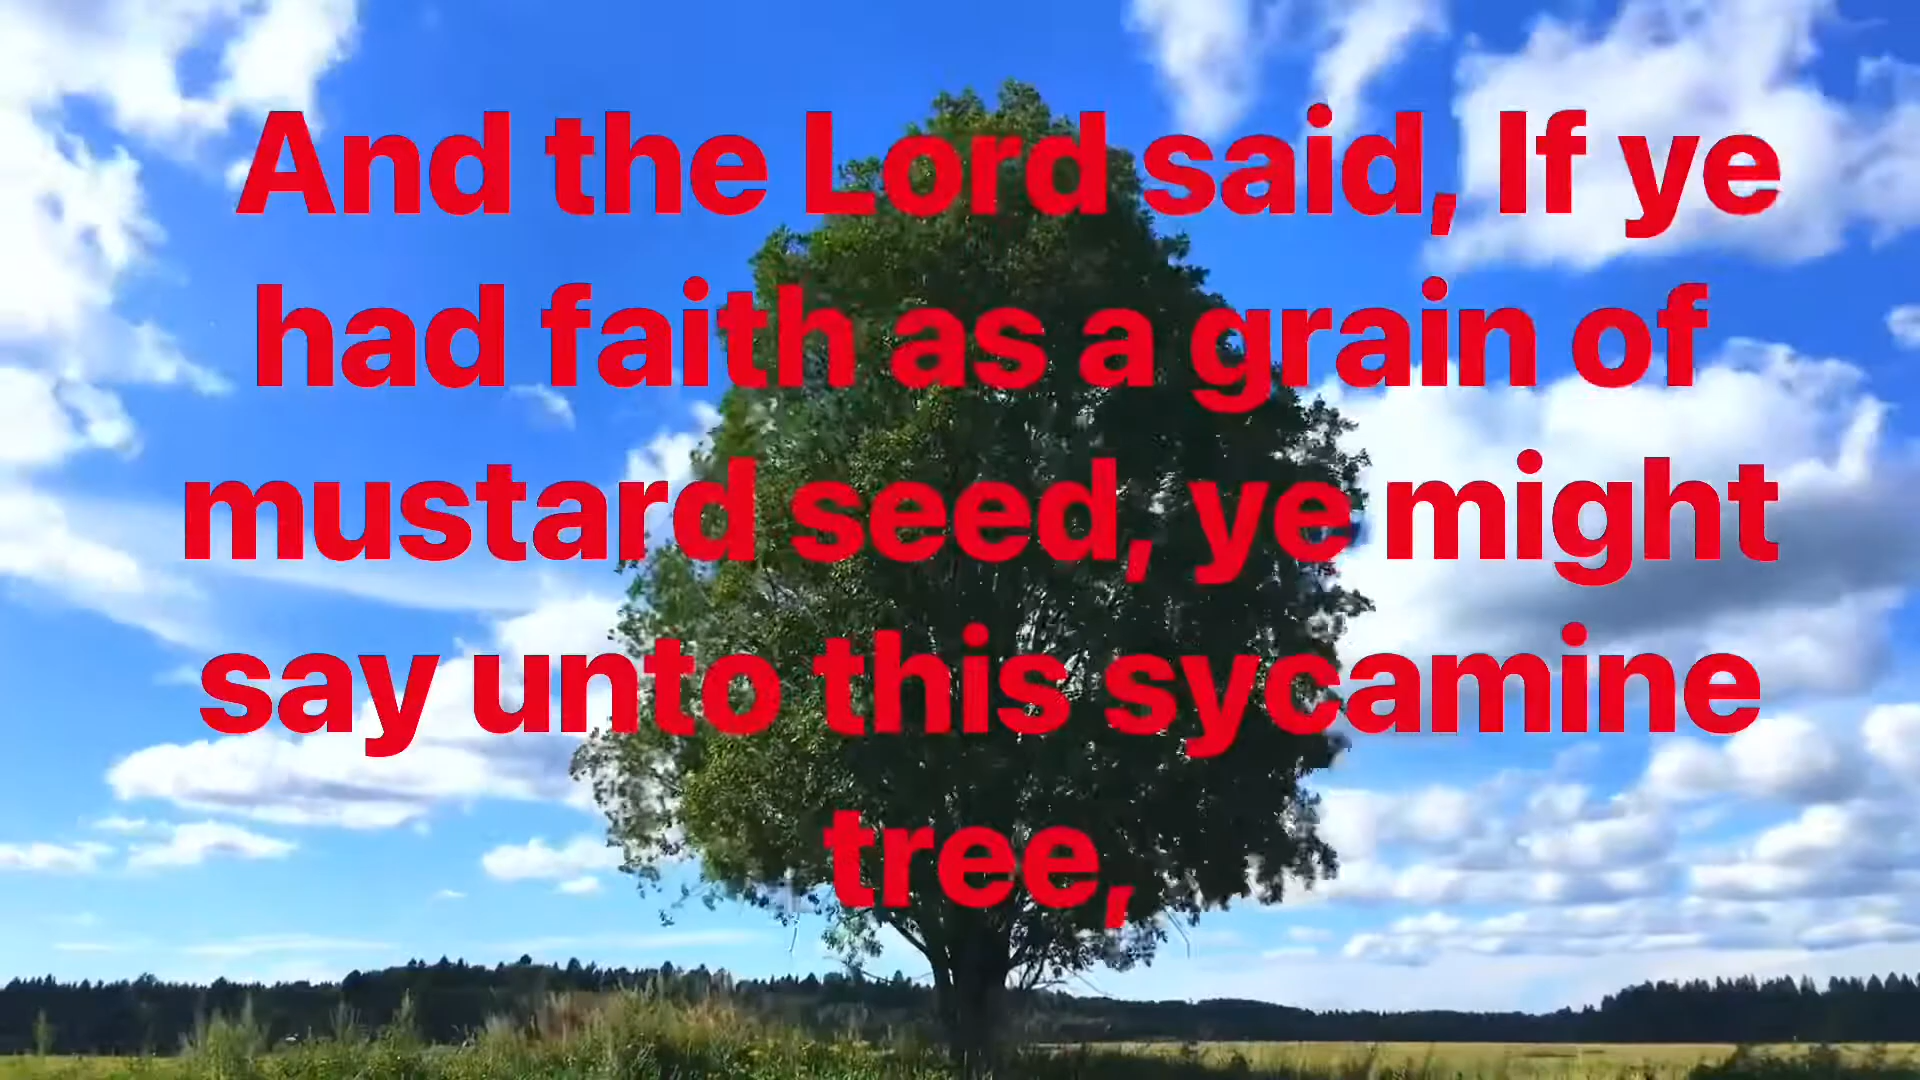 And the Lord said, If ye
had faith as a grain of
mustard seed, ye might
say unto this sycamine
tree,